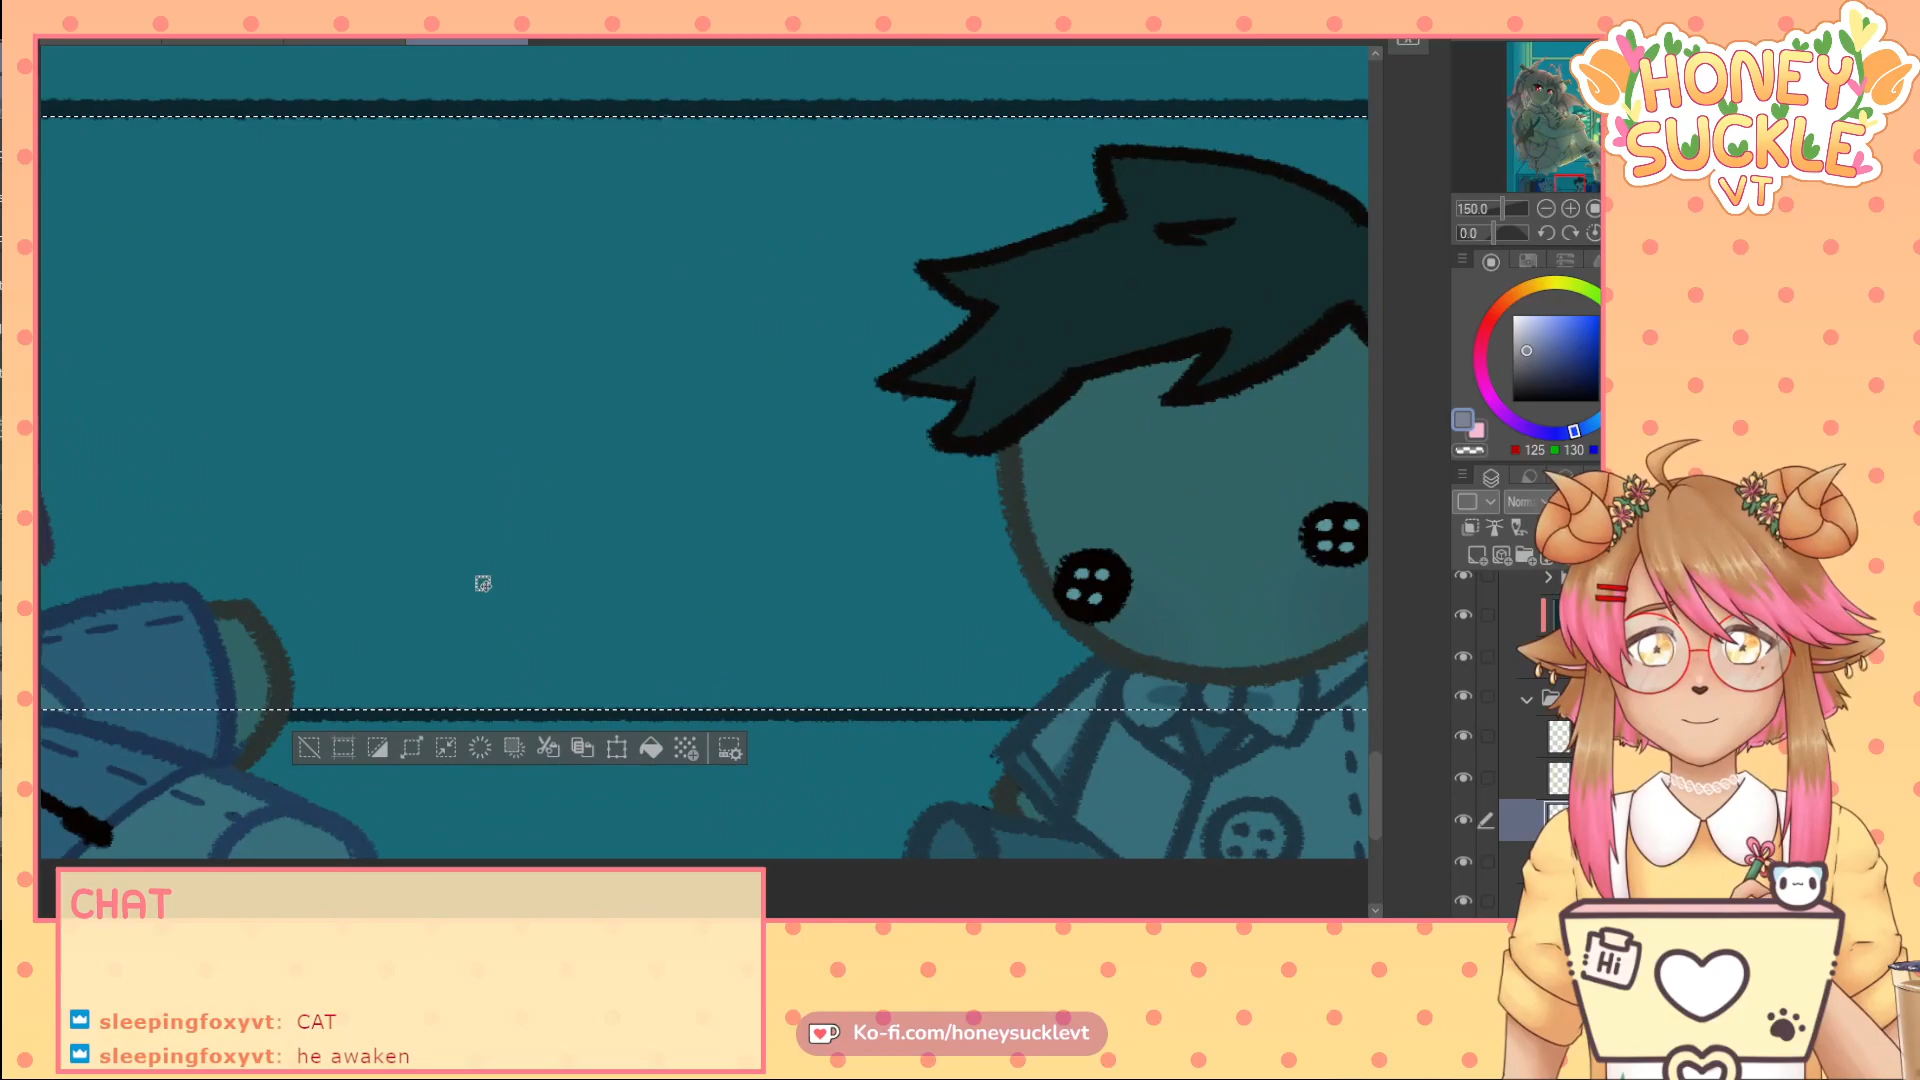 HONEY
SUCKLE
VT
150.0
0.0
125 130
Norm
Hi
CHAT
sleepingfoxyvt: CAT
sleepingfoxyvt: he awaken
Ko-fi.com/honeysucklevt